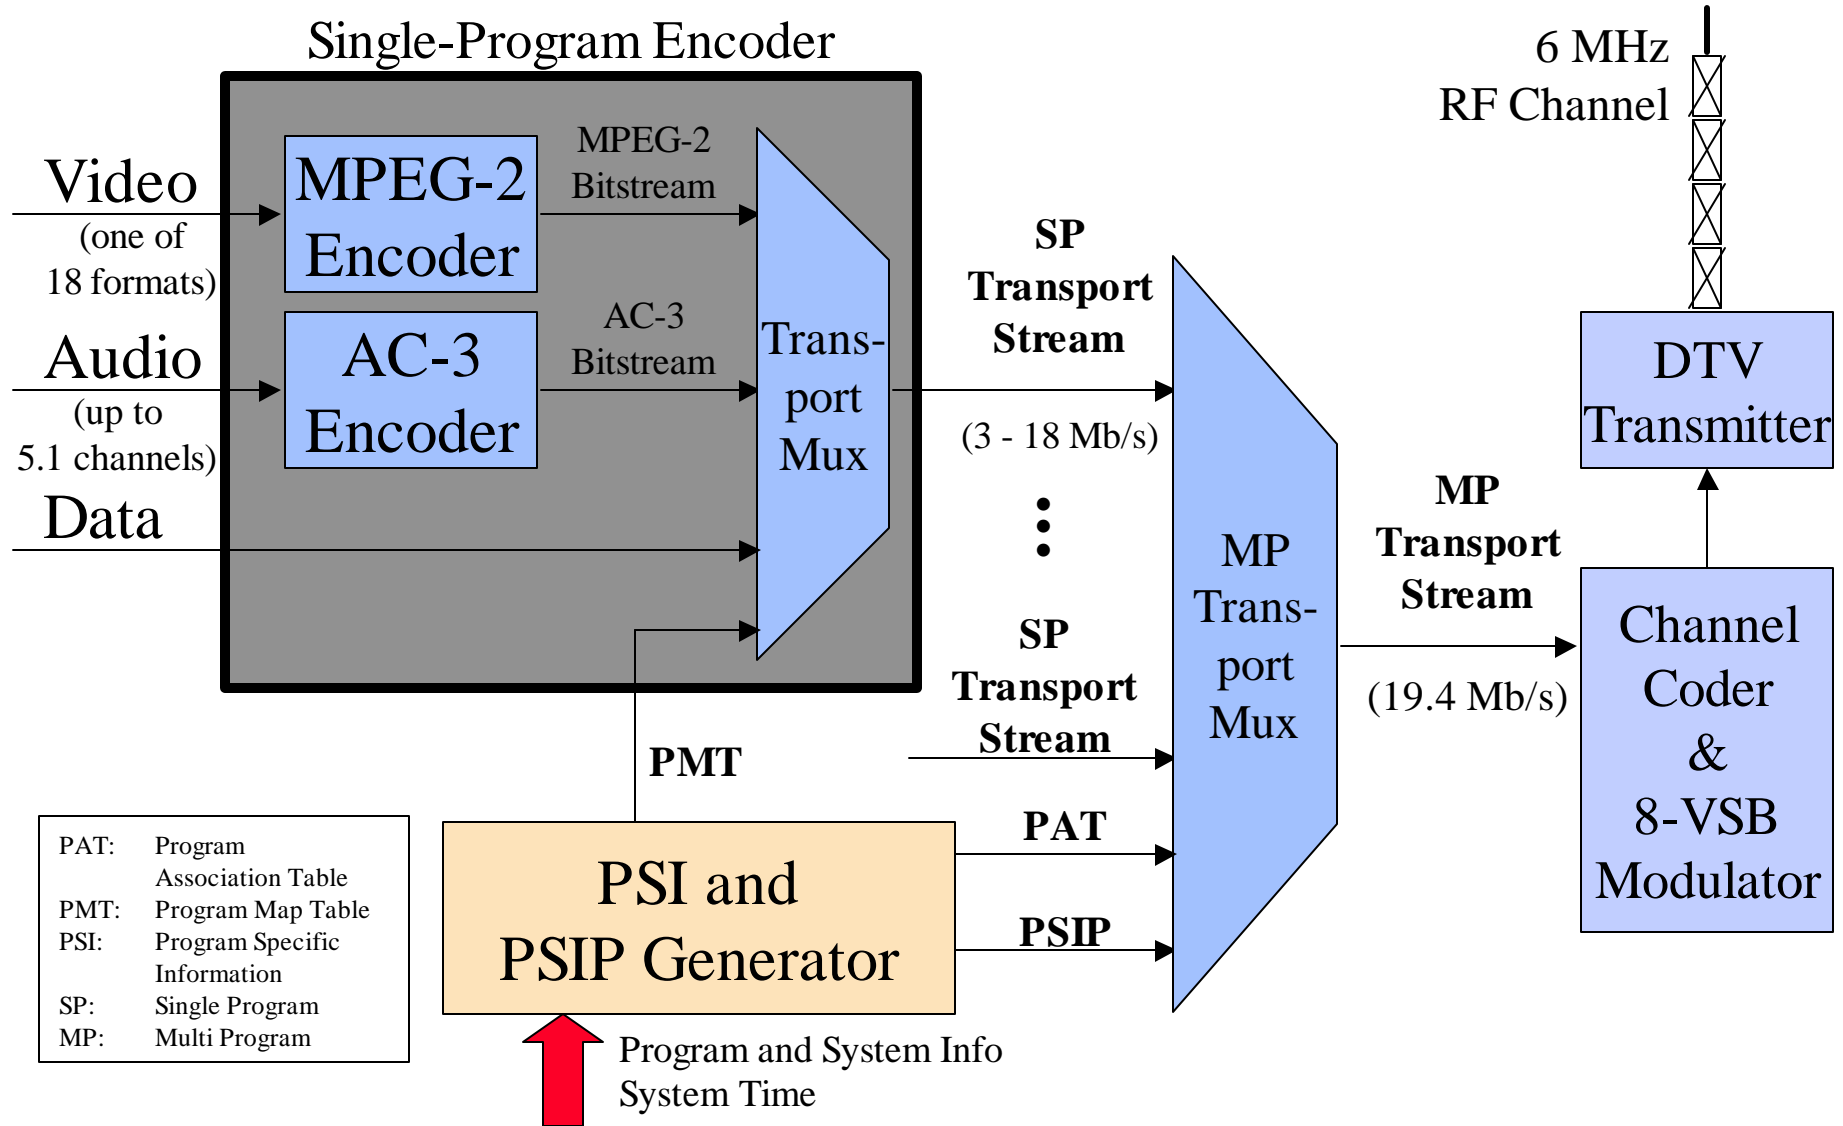 Single-Program Encoder
6 MHz
RF Channel
Video
(one of
18 formats)
MPEG-2
Encoder
MPEG-2
Bitstream
Audio
(up to
5.1 channels)
AC-3
Encoder
AC-3
Bitstream
Data
Trans-
port
Mux
SP
Transport
Stream
(3 - 18 Mb/s)
SP
Transport
Stream
MP
Trans-
port
Mux
MP
Transport
Stream
(19.4 Mb/s)
DTV
Transmitter
Channel
Coder
&
8-VSB
Modulator
PMT
PAT
PSIP
PSI and
PSIP Generator
Program and System Info
System Time
PAT: Program
Association Table
PMT: Program Map Table
PSI: Program Specific
Information
SP: Single Program
MP: Multi Program